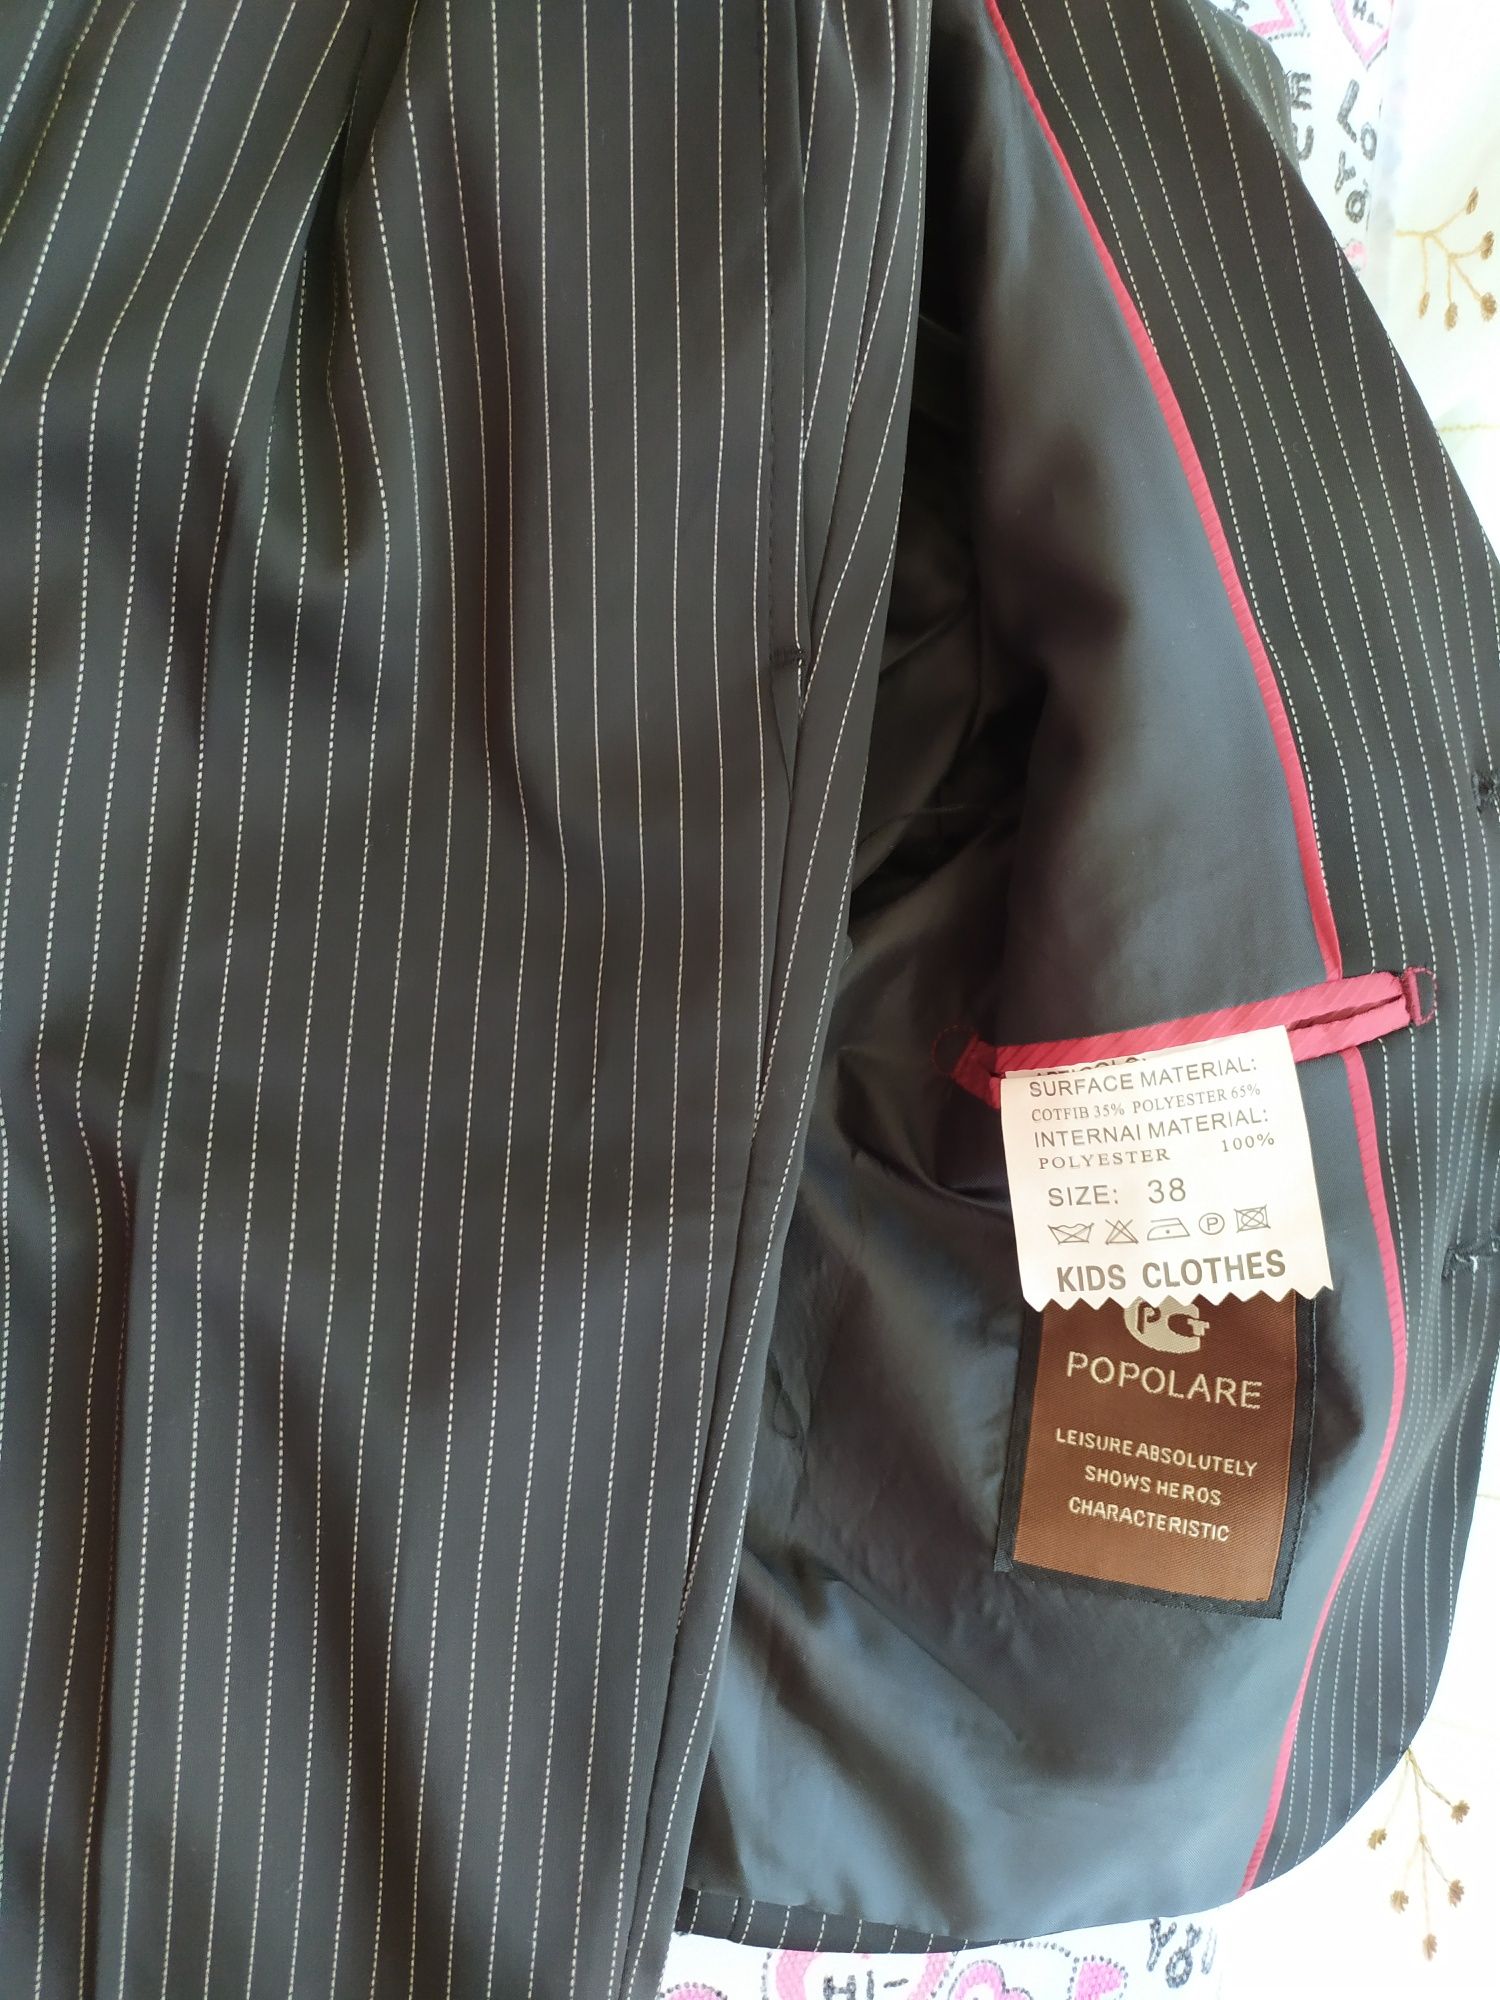 SURFACE MATERIAL:
COTFIB 35% POLYESTER 65%
INTERNAI MATERIAL:
POLYESTER 100%
SIZE: 38
P
KIDS CLOTHES
PG
POPOLARE
LEISURE ABSOLUTELY
SHOWS HEROS
CHARACTERISTIC
HI-